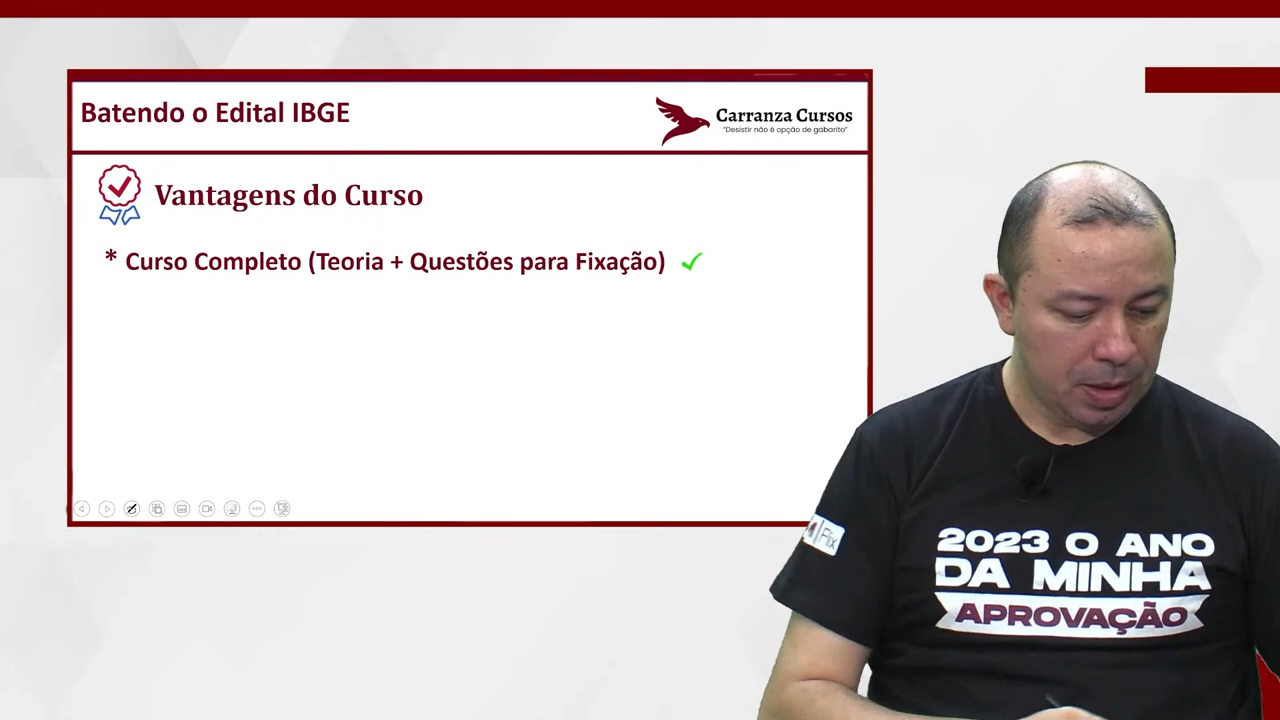 Batendo o Edital IBGE
Carranza Cursos
"Desistir não é opção de gabarito"
Vantagens do Curso
* Curso Completo (Teoria + Questões para Fixação)
Flix
2023 O ANO
DA MINHA
APROVAÇÃO